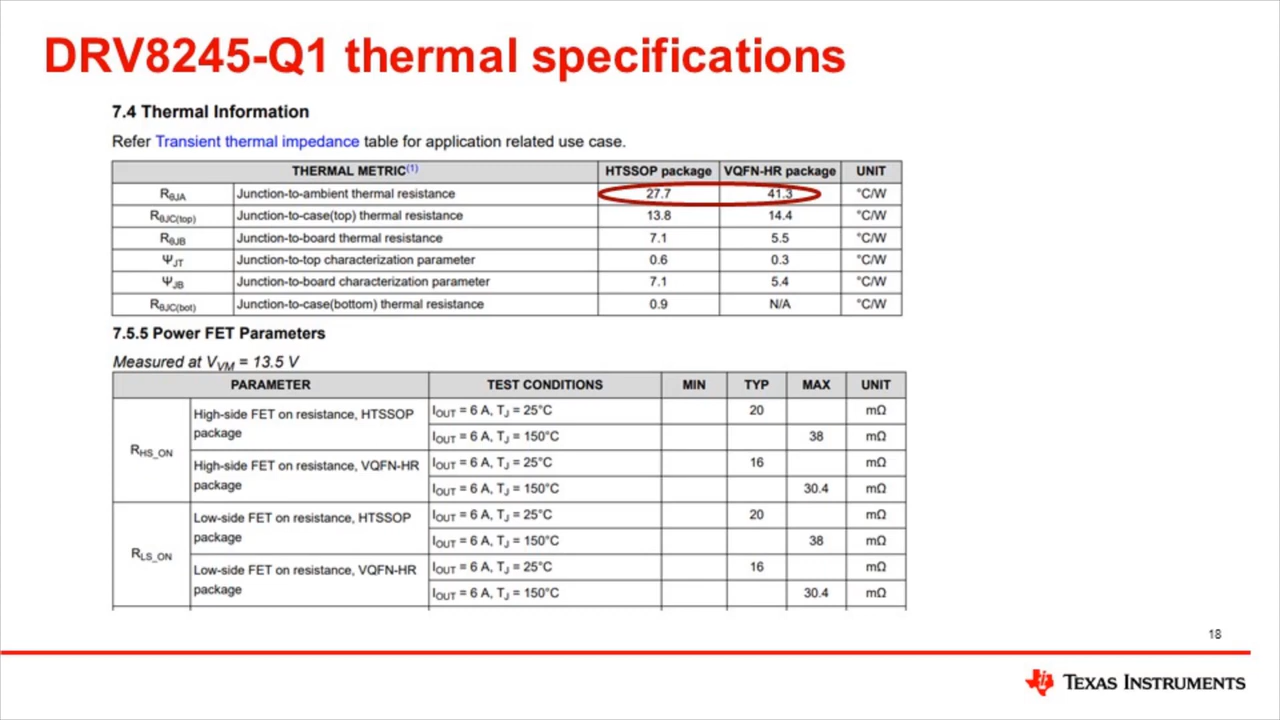 DRV8245-Q1 thermal specifications
7.4 Thermal Information
Refer Transient thermal impedance table for application related use case.
THERMAL METRIC(1) HTSSOP package VQFN-HR package UNIT
RθJA Junction-to-ambient thermal resistance 27.7 41.3 °C/W
RθJC(top) Junction-to-case(top) thermal resistance 13.8 14.4 °C/W
RθJB Junction-to-board thermal resistance 7.1 5.5 °C/W
ΨJT Junction-to-top characterization parameter 0.6 0.3 °C/W
ΨJB Junction-to-board characterization parameter 7.1 5.4 °C/W
RθJC(bot) Junction-to-case(bottom) thermal resistance 0.9 N/A °C/W
7.5.5 Power FET Parameters
Measured at VVM = 13.5 V
PARAMETER TEST CONDITIONS MIN TYP MAX UNIT
RHS_ON
High-side FET on resistance, HTSSOP
package
IOUT = 6 A, TJ = 25°C 20 mΩ
IOUT = 6 A, TJ = 150°C 38 mΩ
High-side FET on resistance, VQFN-HR
package
IOUT = 6 A, TJ = 25°C 16 mΩ
IOUT = 6 A, TJ = 150°C 30.4 mΩ
RLS_ON
Low-side FET on resistance, HTSSOP
package
IOUT = 6 A, TJ = 25°C 20 mΩ
IOUT = 6 A, TJ = 150°C 38 mΩ
Low-side FET on resistance, VQFN-HR
package
IOUT = 6 A, TJ = 25°C 16 mΩ
IOUT = 6 A, TJ = 150°C 30.4 mΩ
18
TEXAS INSTRUMENTS